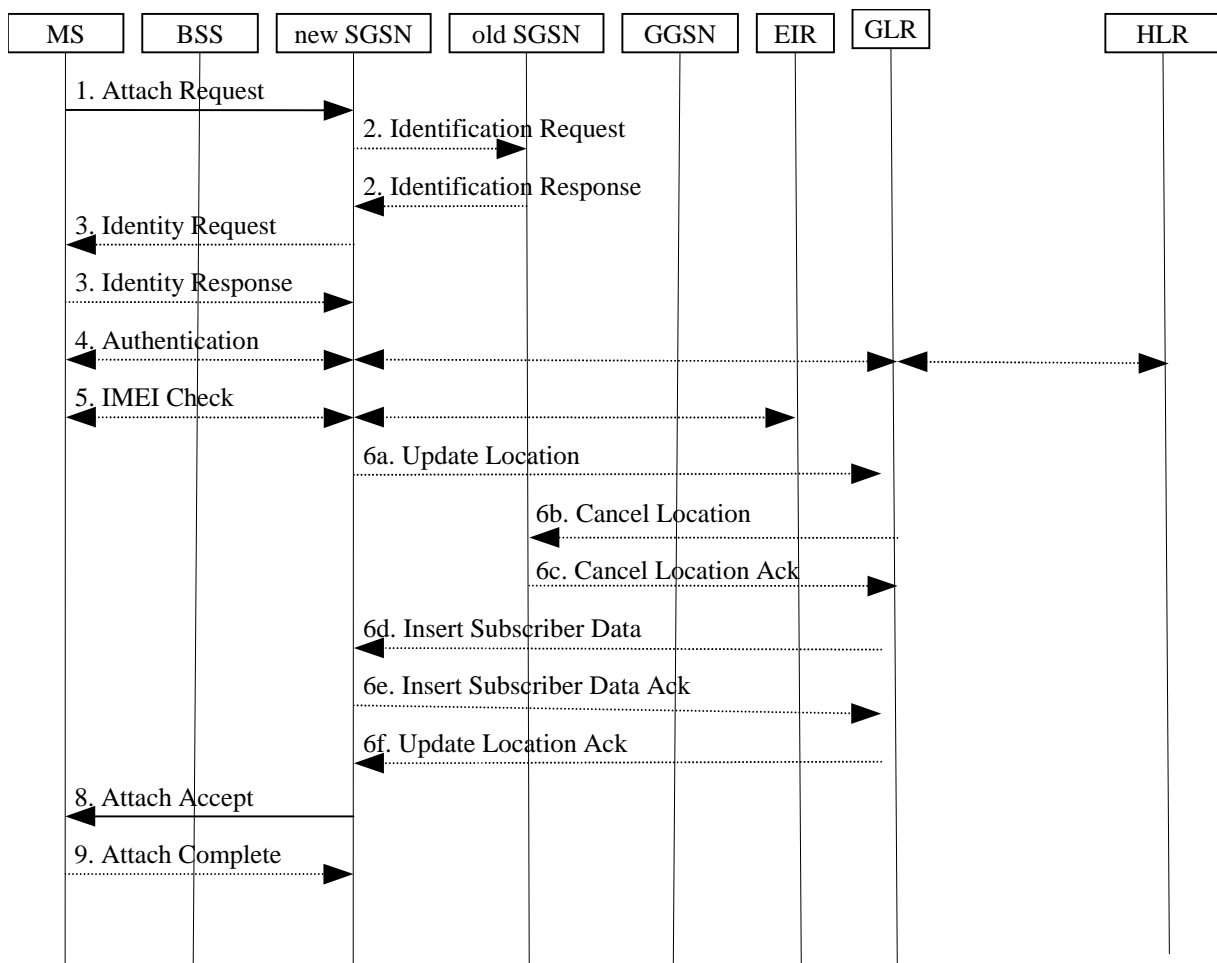 MS BSS new SGSN old SGSN GGSN EIR GLR HLR
1. Attach Request
2. Identification Request
2. Identification Response
3. Identity Request
3. Identity Response
4. Authentication
5. IMEI Check
6a. Update Location
6b. Cancel Location
6c. Cancel Location Ack
6d. Insert Subscriber Data
6e. Insert Subscriber Data Ack
6f. Update Location Ack
8. Attach Accept
9. Attach Complete